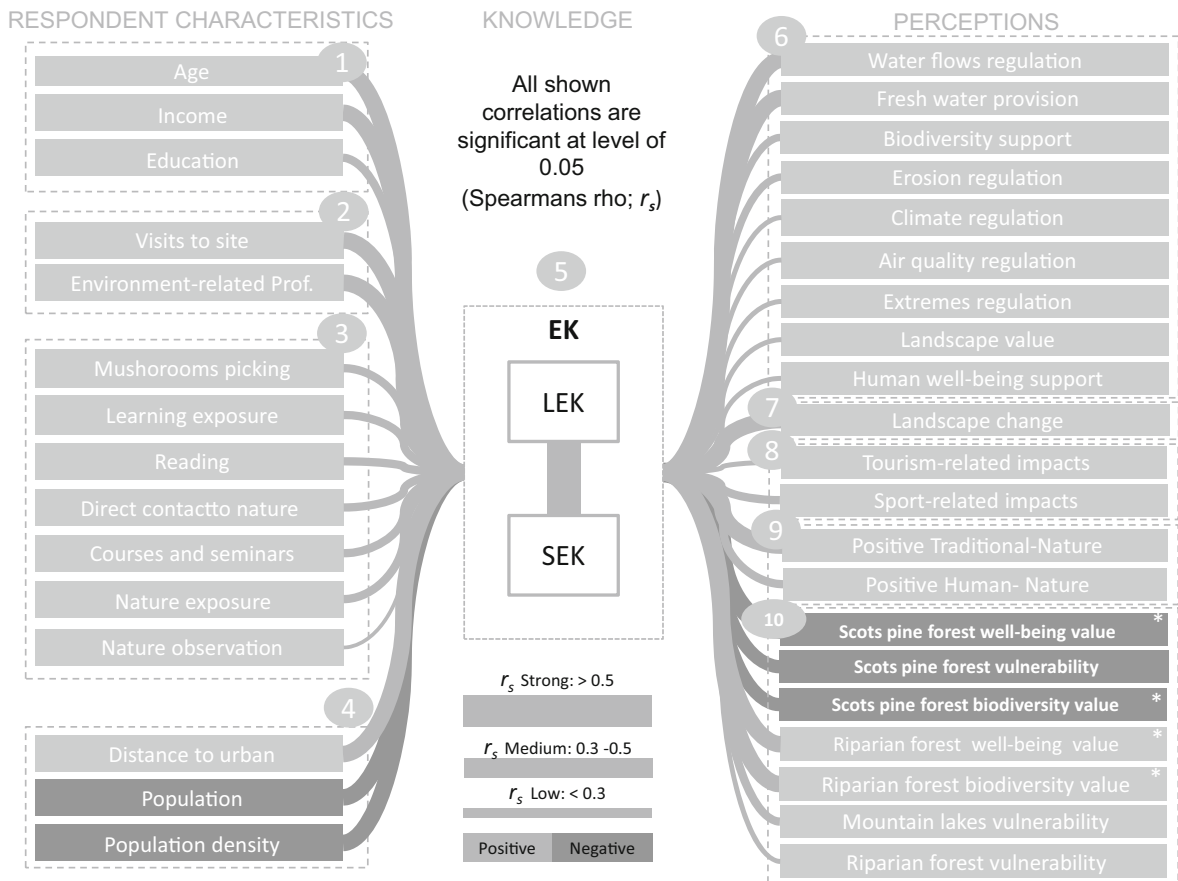 RESPONDENT CHARACTERISTICS
1
Age
Income
Education
2
Visits to site
Environment-related Prof.
3
Mushorooms picking
Learning exposure
Reading
Direct contactto nature
Courses and seminars
Nature exposure
Nature observation
4
Distance to urban
Population
Population density
KNOWLEDGE
All shown
correlations are
significant at level of
0.05
(Spearmans rho; rs)
5
EK
LEK
SEK
rs Strong: > 0.5
rs Medium: 0.3 -0.5
rs Low: < 0.3
Positive Negative
PERCEPTIONS
6
Water flows regulation
Fresh water provision
Biodiversity support
Erosion regulation
Climate regulation
Air quality regulation
Extremes regulation
Landscape value
Human well-being support
7
Landscape change
8
Tourism-related impacts
Sport-related impacts
9
Positive Traditional-Nature
Positive Human- Nature
10
Scots pine forest well-being value *
Scots pine forest vulnerability
Scots pine forest biodiversity value *
Riparian forest well-being value *
Riparian forest biodiversity value *
Mountain lakes vulnerability
Riparian forest vulnerability